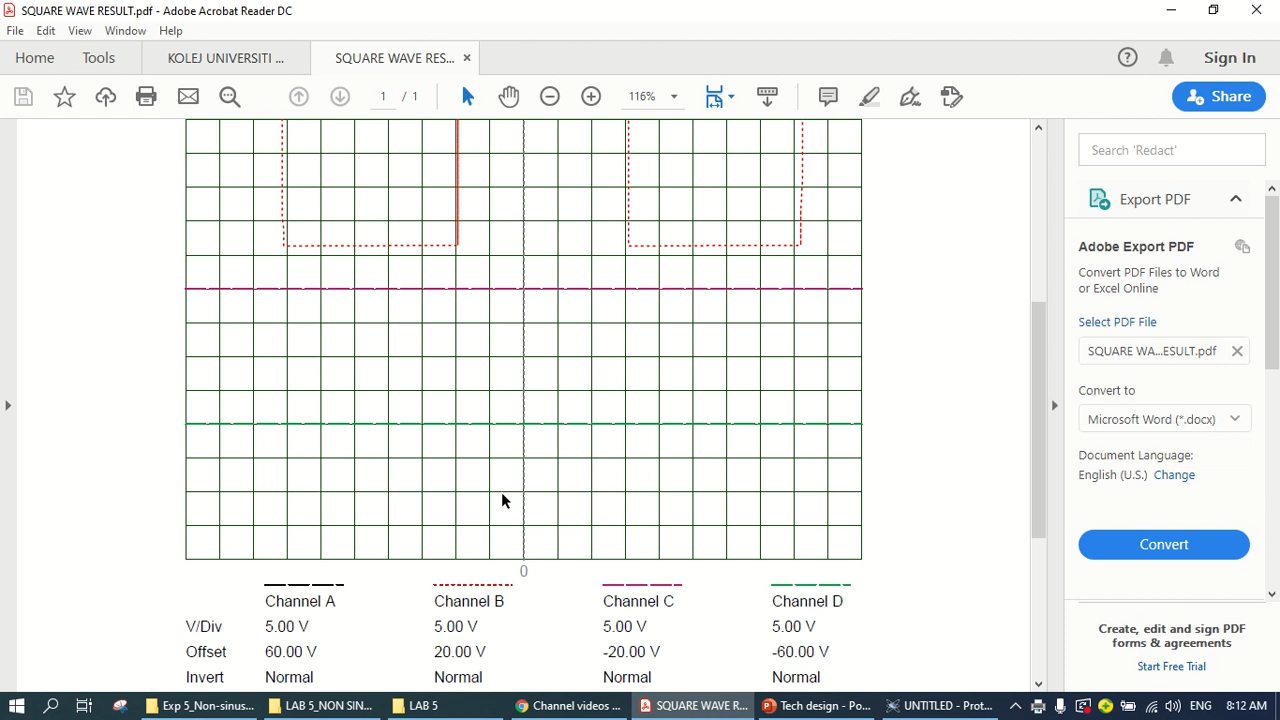 SQUARE WAVE RESULT.pdf - Adobe Acrobat Reader DC
File Edit View Window Help
Home Tools KOLEJ UNIVERSITI ... SQUARE WAVE RES... × Sign In
1 / 1 116% Share
Search 'Redact'
Export PDF
Adobe Export PDF
Convert PDF Files to Word
or Excel Online
Select PDF File
SQUARE WA...ESULT.pdf
Convert to
Microsoft Word (*.docx)
Document Language:
English (U.S.) Change
Convert
Create, edit and sign PDF
forms & agreements
Start Free Trial
0
Channel A Channel B Channel C Channel D
V/Div 5.00 V 5.00 V 5.00 V 5.00 V
Offset 60.00 V 20.00 V -20.00 V -60.00 V
Invert Normal Normal Normal Normal
Exp 5_Non-sinus... LAB 5_NON SIN... LAB 5 Channel videos ... SQUARE WAVE R... Tech design - Po... UNTITLED - Prot... ENG 8:12 AM